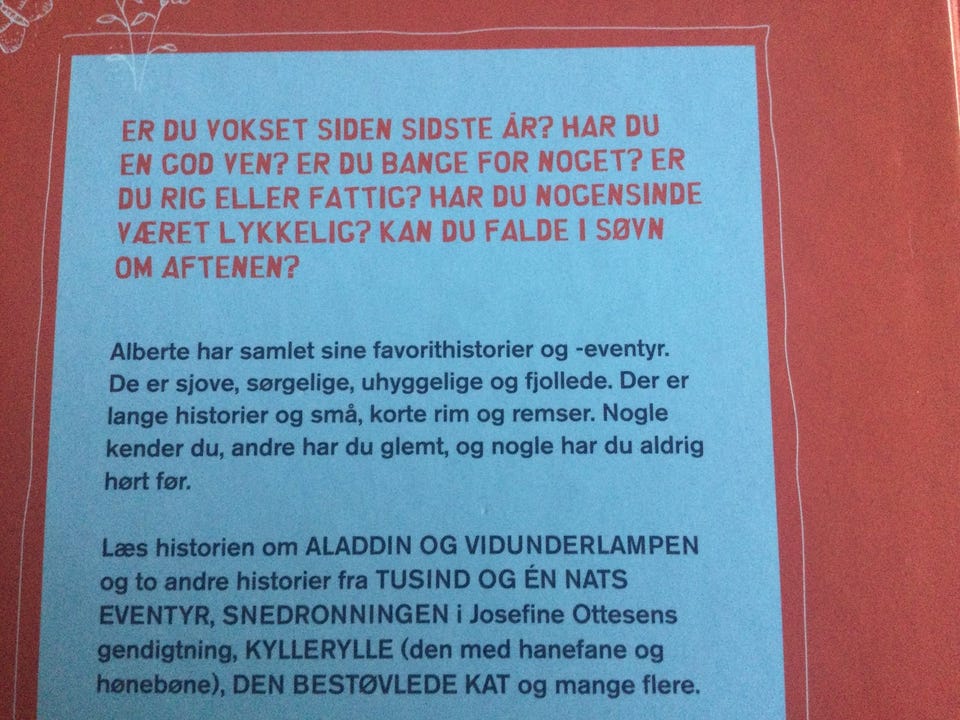 ER DU VOKSET SIDEN SIDSTE ÅR? HAR DU
EN GOD VEN? ER DU BANGE FOR NOGET? ER
DU RIG ELLER FATTIG? HAR DU NOGENSINDE
VÆRET LYKKELIG? KAN DU FALDE I SØVN
OM AFTENEN?
Alberte har samlet sine favorithistorier og -eventyr.
De er sjove, sørgelige, uhyggelige og fjollede. Der er
lange historier og små, korte rim og remser. Nogle
kender du, andre har du glemt, og nogle har du aldrig
hørt før.
Læs historien om ALADDIN OG VIDUNDERLAMPEN
og to andre historier fra TUSIND OG ÉN NATS
EVENTYR, SNEDRONNINGEN i Josefine Ottesens
gendigtning, KYLLERYLLE (den med hanefane og
hønebøne), DEN BESTØVLEDE KAT og mange flere.